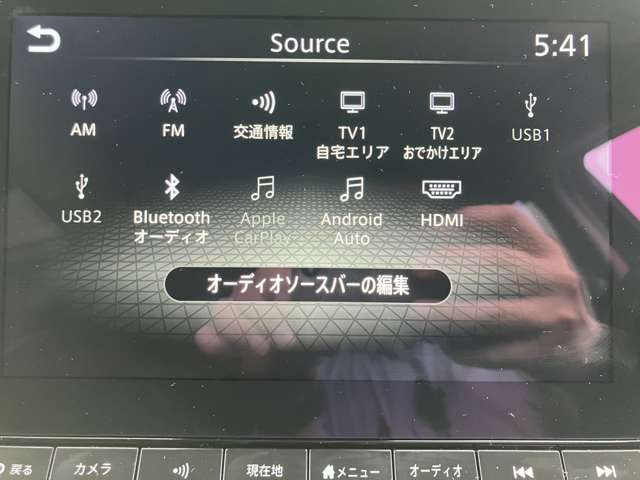 Source
5:41
AM
FM
交通情報
TV1
自宅エリア
TV2
おでかけエリア
USB1
USB2
Bluetooth
オーディオ
Apple
CarPlay
Android
Auto
HDMI
オーディオソースバーの編集
戻る
カメラ
現在地
メニュー
オーディオ